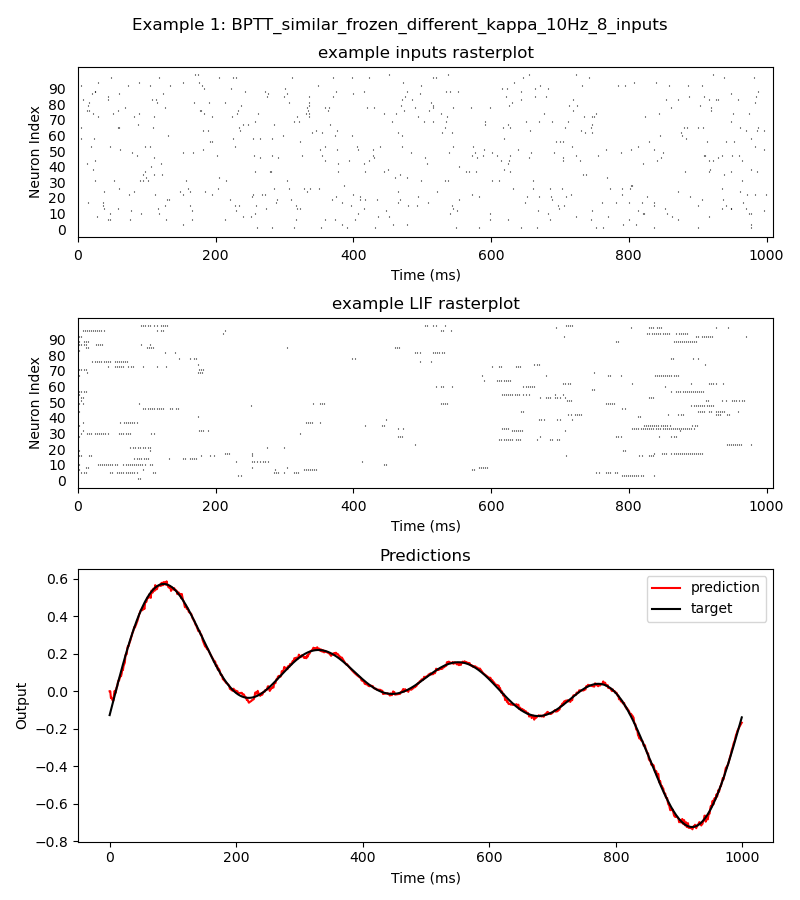 Example 1: BPTT_similar_frozen_different_kappa_10Hz_8_inputs
example inputs rasterplot
90
80
70
60
50
40
30
20
10
0
Neuron Index
0 200 400 600 800 1000
Time (ms)
example LIF rasterplot
90
80
70
60
50
40
30
20
10
0
Neuron Index
0 200 400 600 800 1000
Time (ms)
Predictions
prediction
target
0.6
0.4
0.2
0.0
−0.2
−0.4
−0.6
−0.8
Output
0 200 400 600 800 1000
Time (ms)